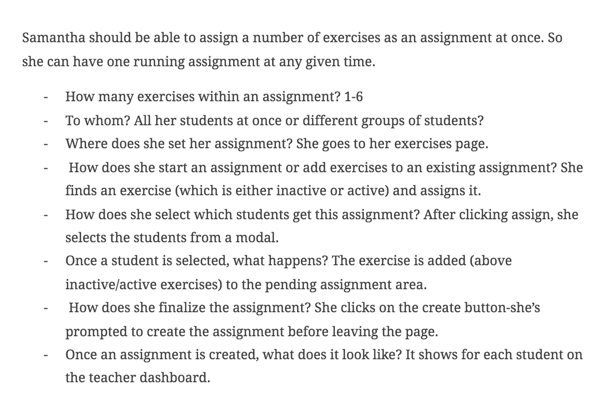 Samantha should be able to assign a number of exercises as an assignment at once. So
she can have one running assignment at any given time.
- How many exercises within an assignment? 1-6
- To whom? All her students at once or different groups of students?
- Where does she set her assignment? She goes to her exercises page.
- How does she start an assignment or add exercises to an existing assignment? She
finds an exercise (which is either inactive or active) and assigns it.
- How does she select which students get this assignment? After clicking assign, she
selects the students from a modal.
- Once a student is selected, what happens? The exercise is added (above
inactive/active exercises) to the pending assignment area.
- How does she finalize the assignment? She clicks on the create button-she’s
prompted to create the assignment before leaving the page.
- Once an assignment is created, what does it look like? It shows for each student on
the teacher dashboard.